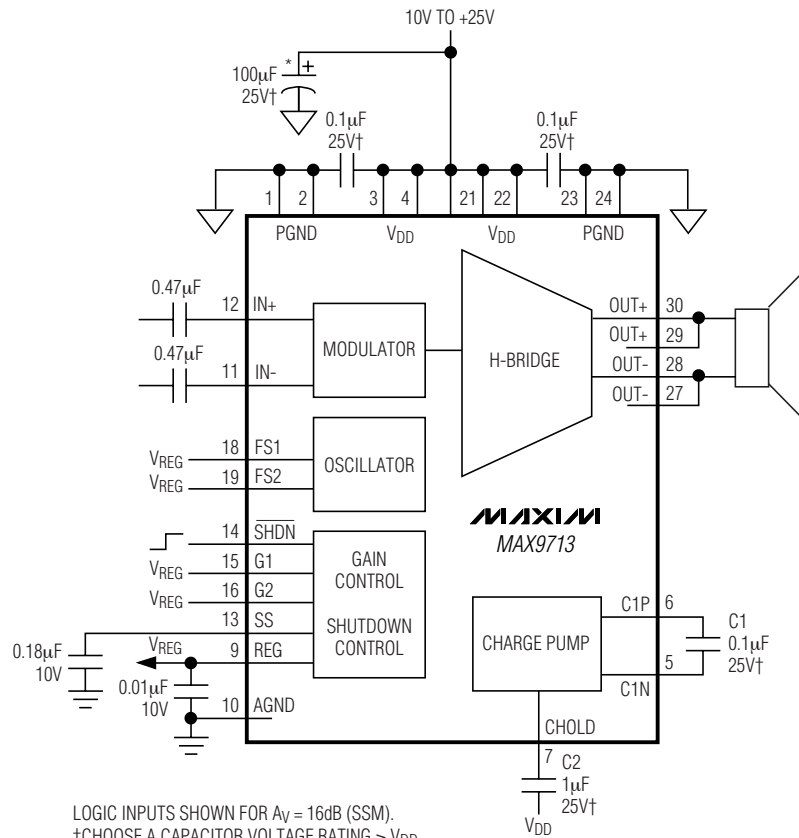 10V TO +25V
100μF
25V†
*
+
0.1μF
25V†
0.1μF
25V†
1
2
3
4
21
22
23
24
PGND
VDD
VDD
PGND
0.47μF
12
IN+
0.47μF
11
IN-
MODULATOR
H-BRIDGE
OUT+
30
OUT+
29
OUT-
28
OUT-
27
VREG
18
FS1
VREG
19
FS2
OSCILLATOR
14
SHDN
VREG
15
G1
VREG
16
G2
13
SS
VREG
9
REG
GAIN
CONTROL
SHUTDOWN
CONTROL
0.18μF
10V
0.01μF
10V
10
AGND
MAXIM
MAX9713
CHARGE PUMP
C1P
6
C1
0.1μF
25V†
5
C1N
CHOLD
7
C2
1μF
25V†
VDD
LOGIC INPUTS SHOWN FOR AV = 16dB (SSM).